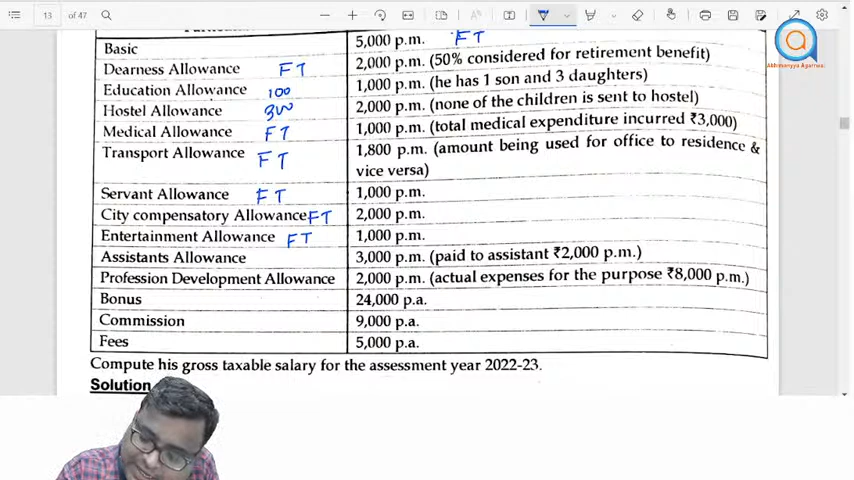 13 of 47
Basic 5,000 p.m. FT
Dearness Allowance FT 2,000 p.m. (50% considered for retirement benefit)
Education Allowance 100 1,000 p.m. (he has 1 son and 3 daughters)
Hostel Allowance 300 2,000 p.m. (none of the children is sent to hostel)
Medical Allowance FT 1,000 p.m. (total medical expenditure incurred ₹3,000)
Transport Allowance FT 1,800 p.m. (amount being used for office to residence &
vice versa)
Servant Allowance FT 1,000 p.m.
City compensatory Allowance FT 2,000 p.m.
Entertainment Allowance FT 1,000 p.m.
Assistants Allowance 3,000 p.m. (paid to assistant ₹2,000 p.m.)
Profession Development Allowance 2,000 p.m. (actual expenses for the purpose ₹8,000 p.m.)
Bonus 24,000 p.a.
Commission 9,000 p.a.
Fees 5,000 p.a.
Compute his gross taxable salary for the assessment year 2022-23.
Solution